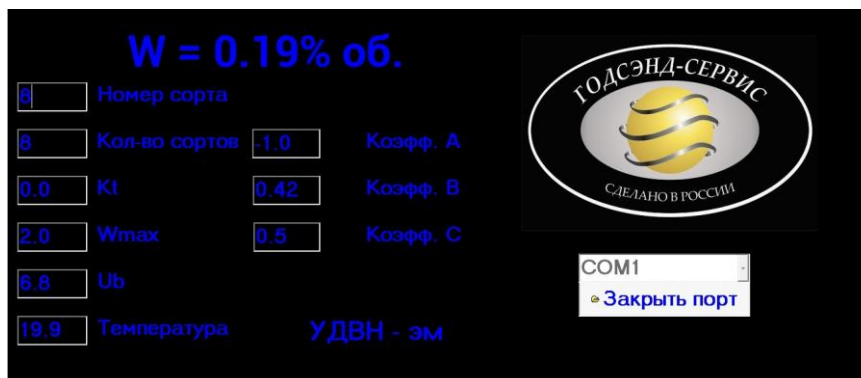 W = 0.19% об.
8 Номер сорта
8 Кол-во сортов -1.0 Коэфф. А
0.0 Kt 0.42 Коэфф. В
2.0 Wmax 0.5 Коэфф. С
6.8 Ub
19.9 Температура УДВН - эм
ГОДСЭНД-СЕРВИС
СДЕЛАНО В РОССИИ
COM1
Закрыть порт